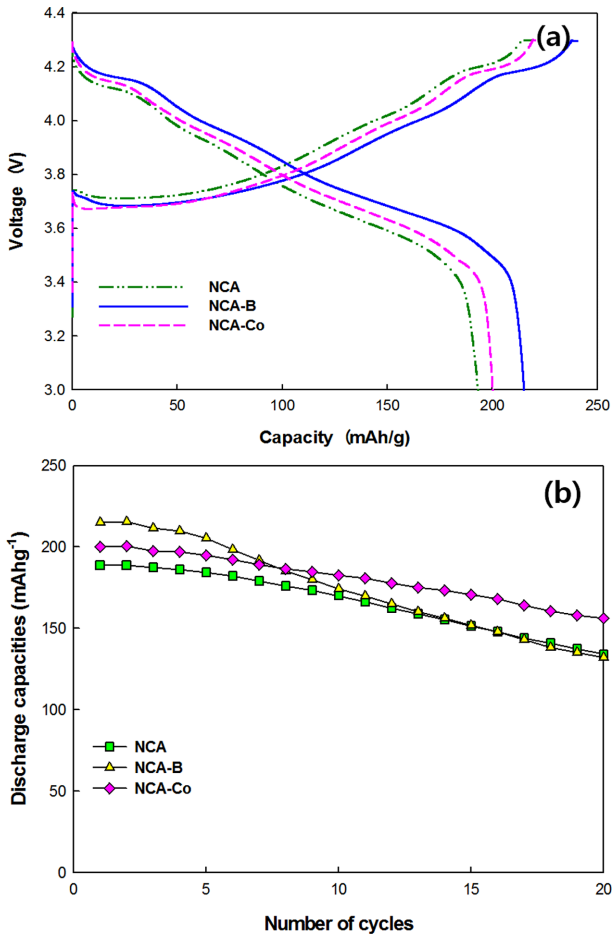 (a)
4.4
4.2
4.0
3.8
3.6
3.4
3.2
3.0
Voltage (V)
NCA
NCA-B
NCA-Co
0 50 100 150 200 250
Capacity (mAh/g)
(b)
250
200
150
100
50
0
Discharge capacities (mAhg-1)
NCA
NCA-B
NCA-Co
0 5 10 15 20
Number of cycles